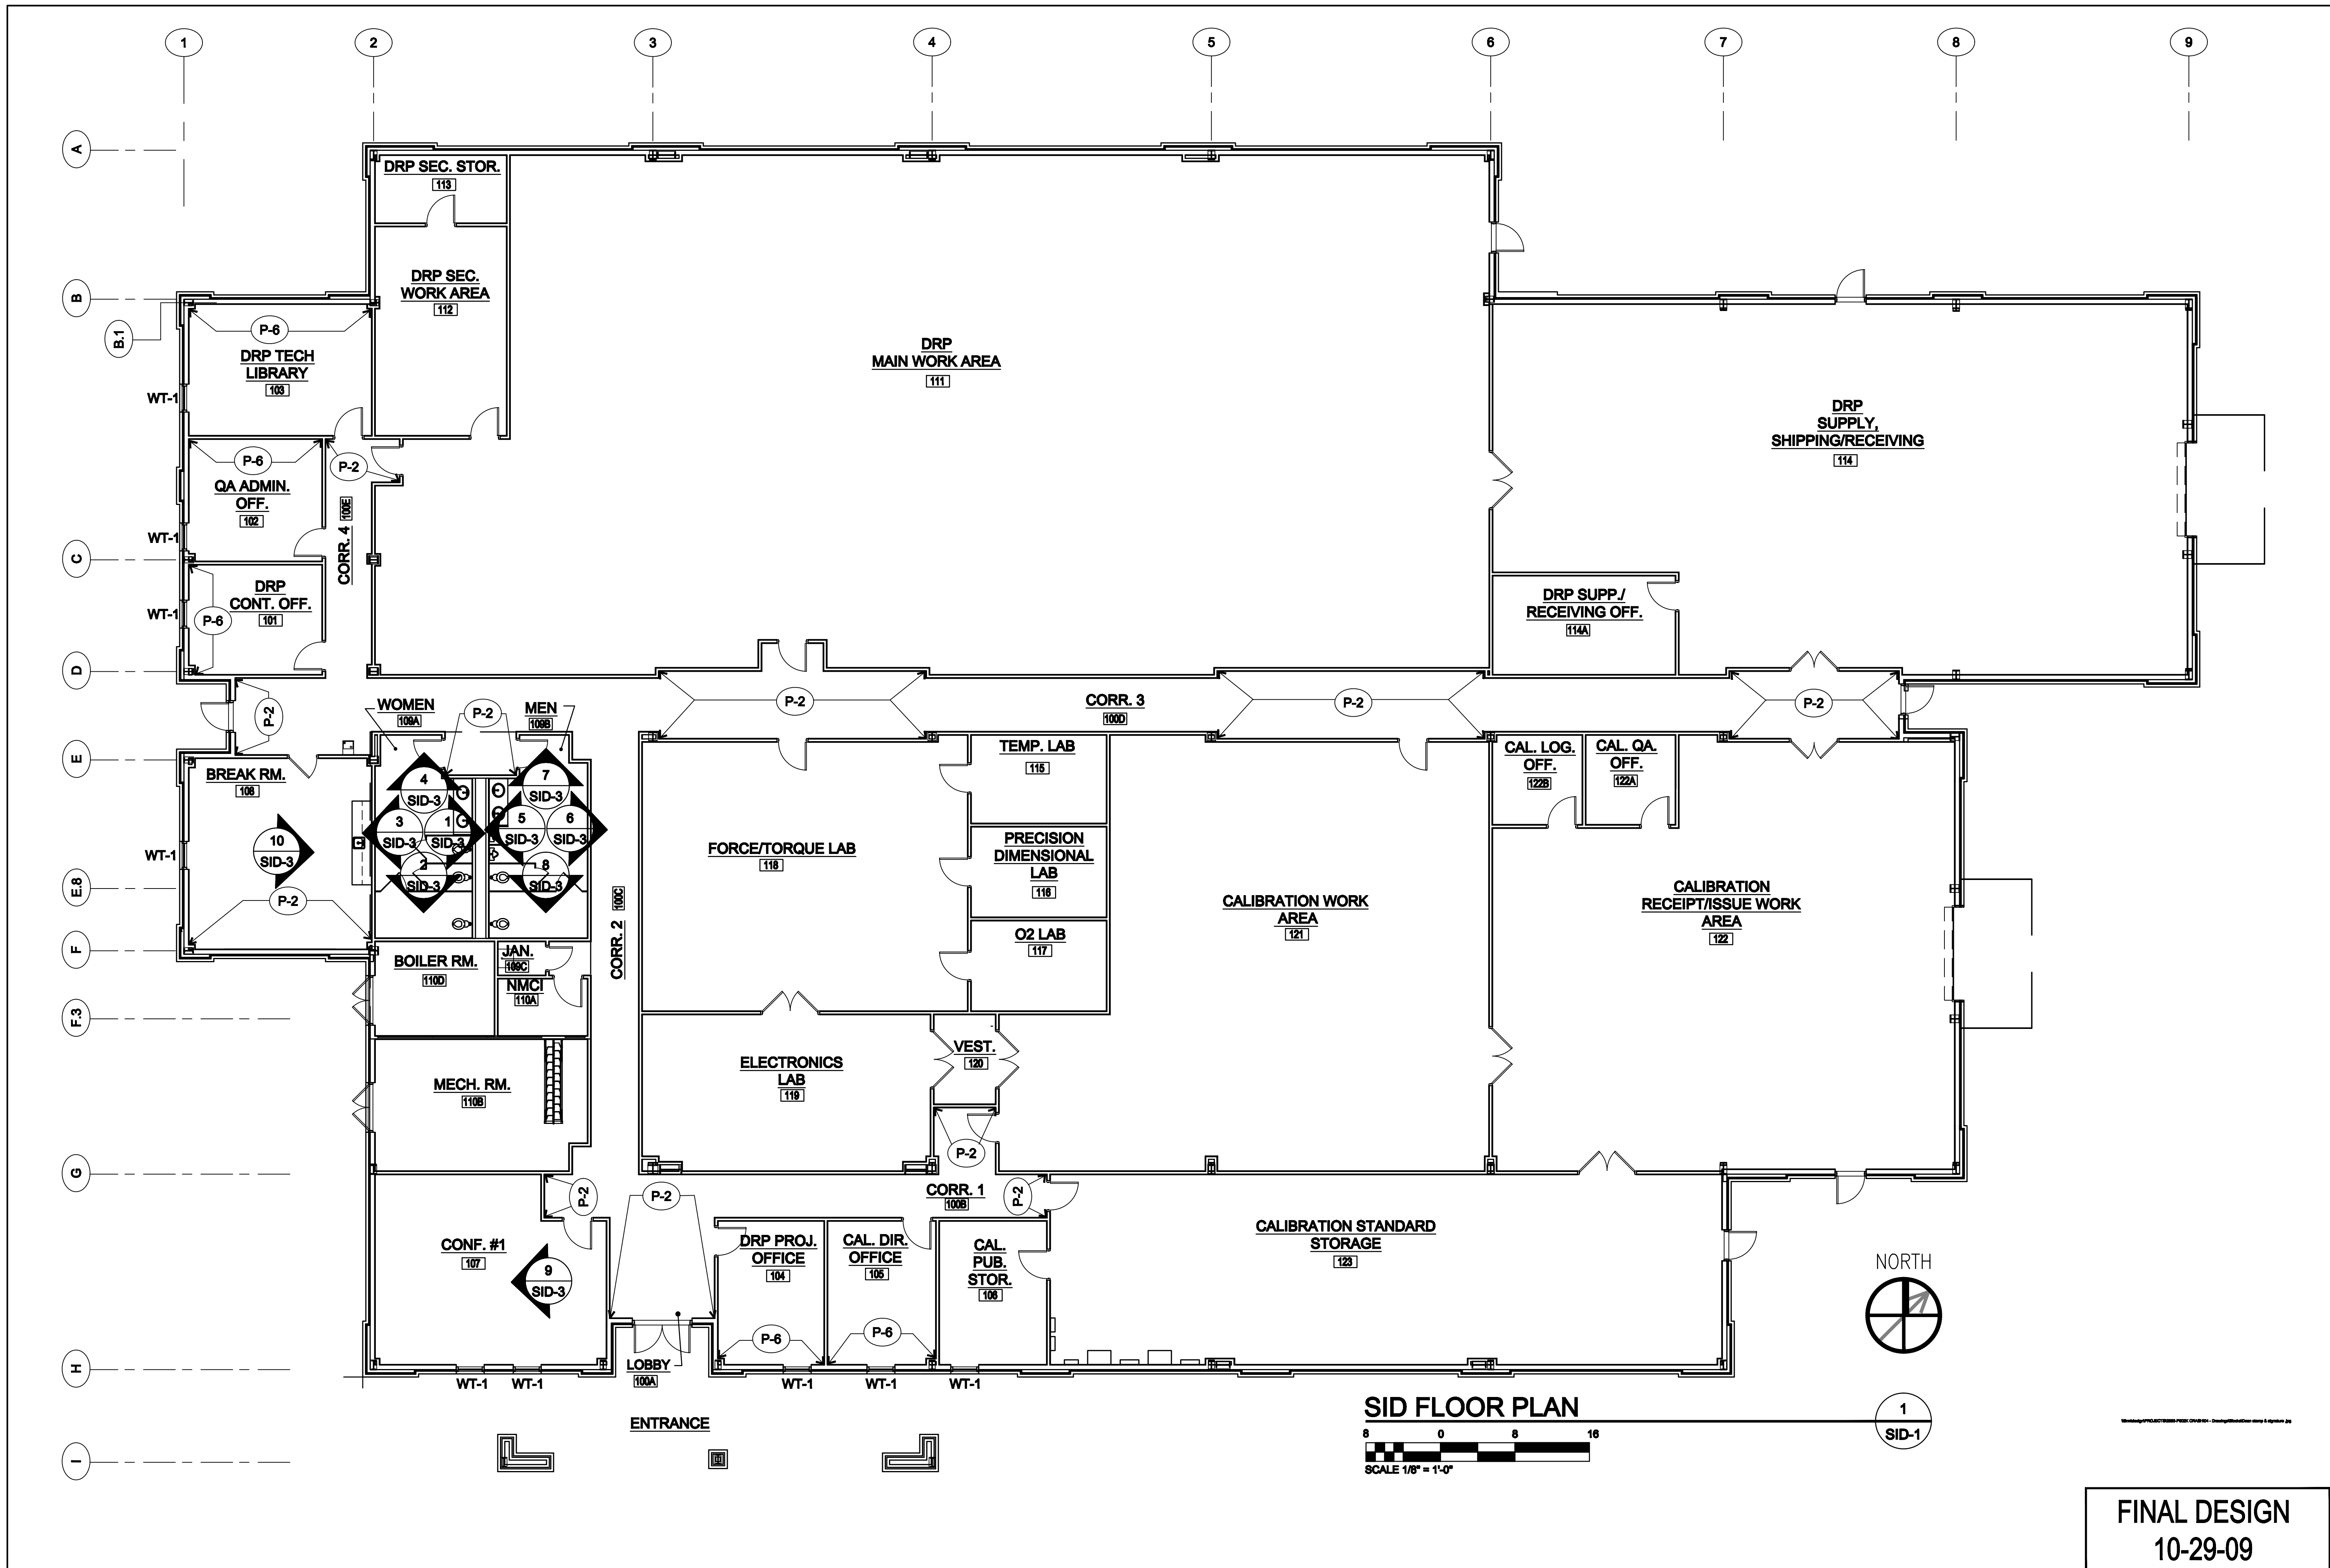 1
2
3
4
5
6
7
8
9
A
B
B.1
C
D
E
E.8
F
F.3
G
H
I
DRP SEC. STOR.
113
DRP SEC.
WORK AREA
112
P-6
DRP TECH
LIBRARY
103
WT-1
DRP
MAIN WORK AREA
111
DRP
SUPPLY,
SHIPPING/RECEIVING
114
P-6
QA ADMIN.
OFF.
102
WT-1
P-2
CORR. 4
100E
DRP
CONT. OFF.
101
WT-1
P-6
DRP SUPP./
RECEIVING OFF.
114A
P-2
WOMEN
109A
P-2
MEN
109B
P-2
CORR. 3
100D
P-2
P-2
BREAK RM.
108
10
SID-3
WT-1
P-2
4
SID-3
3
SID-3
1
SID-3
2
SID-3
7
SID-3
5
SID-3
6
SID-3
8
SID-3
TEMP. LAB
115
CAL. LOG.
OFF.
122B
CAL. QA.
OFF.
122A
FORCE/TORQUE LAB
118
PRECISION
DIMENSIONAL
LAB
116
O2 LAB
117
CALIBRATION WORK
AREA
121
CALIBRATION
RECEIPT/ISSUE WORK
AREA
122
CORR. 2
100C
BOILER RM.
110D
JAN.
109C
NMCI
110A
MECH. RM.
110B
ELECTRONICS
LAB
119
VEST.
120
P-2
P-2
P-2
CORR. 1
100B
P-2
CONF. #1
107
9
SID-3
DRP PROJ.
OFFICE
104
CAL. DIR.
OFFICE
105
CAL.
PUB.
STOR.
106
CALIBRATION STANDARD
STORAGE
123
P-6
P-6
LOBBY
100A
WT-1
WT-1
WT-1
WT-1
WT-1
ENTRANCE
NORTH
SID FLOOR PLAN
1
SID-1
8
0
8
16
SCALE 1/8" = 1'-0"
FINAL DESIGN
10-29-09